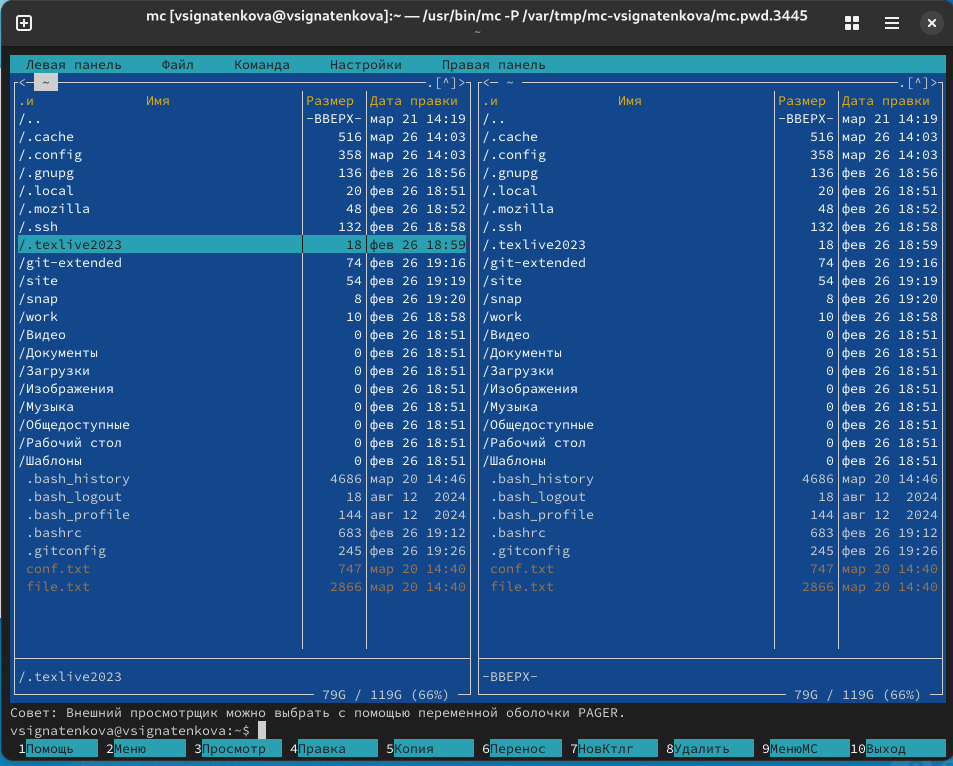 mc [vsignatenkova@vsignatenkova]:~ — /usr/bin/mc -P /var/tmp/mc-vsignatenkova/mc.pwd.3445
~
Левая панель Файл Команда Настройки Правая панель
<─ ~ .[^]> <─ ~ .[^]>
.и Имя Размер Дата правки .и Имя Размер Дата правки
/.. -ВВЕРХ- мар 21 14:19 /.. -ВВЕРХ- мар 21 14:19
/.cache 516 мар 26 14:03 /.cache 516 мар 26 14:03
/.config 358 мар 26 14:03 /.config 358 мар 26 14:03
/.gnupg 136 фев 26 18:56 /.gnupg 136 фев 26 18:56
/.local 20 фев 26 18:51 /.local 20 фев 26 18:51
/.mozilla 48 фев 26 18:52 /.mozilla 48 фев 26 18:52
/.ssh 132 фев 26 18:58 /.ssh 132 фев 26 18:58
/.texlive2023 18 фев 26 18:59 /.texlive2023 18 фев 26 18:59
/git-extended 74 фев 26 19:16 /git-extended 74 фев 26 19:16
/site 54 фев 26 19:19 /site 54 фев 26 19:19
/snap 8 фев 26 19:20 /snap 8 фев 26 19:20
/work 10 фев 26 18:58 /work 10 фев 26 18:58
/Видео 0 фев 26 18:51 /Видео 0 фев 26 18:51
/Документы 0 фев 26 18:51 /Документы 0 фев 26 18:51
/Загрузки 0 фев 26 18:51 /Загрузки 0 фев 26 18:51
/Изображения 0 фев 26 18:51 /Изображения 0 фев 26 18:51
/Музыка 0 фев 26 18:51 /Музыка 0 фев 26 18:51
/Общедоступные 0 фев 26 18:51 /Общедоступные 0 фев 26 18:51
/Рабочий стол 0 фев 26 18:51 /Рабочий стол 0 фев 26 18:51
/Шаблоны 0 фев 26 18:51 /Шаблоны 0 фев 26 18:51
.bash_history 4686 мар 20 14:46 .bash_history 4686 мар 20 14:46
.bash_logout 18 авг 12 2024 .bash_logout 18 авг 12 2024
.bash_profile 144 авг 12 2024 .bash_profile 144 авг 12 2024
.bashrc 683 фев 26 19:12 .bashrc 683 фев 26 19:12
.gitconfig 245 фев 26 19:26 .gitconfig 245 фев 26 19:26
conf.txt 747 мар 20 14:40 conf.txt 747 мар 20 14:40
file.txt 2866 мар 20 14:40 file.txt 2866 мар 20 14:40
/.texlive2023 -ВВЕРХ-
79G / 119G (66%) 79G / 119G (66%)
Совет: Внешний просмотрщик можно выбрать с помощью переменной оболочки PAGER.
vsignatenkova@vsignatenkova:~$
1Помощь 2Меню 3Просмотр 4Правка 5Копия 6Перенос 7НовКтлг 8Удалить 9МенюМС 10Выход